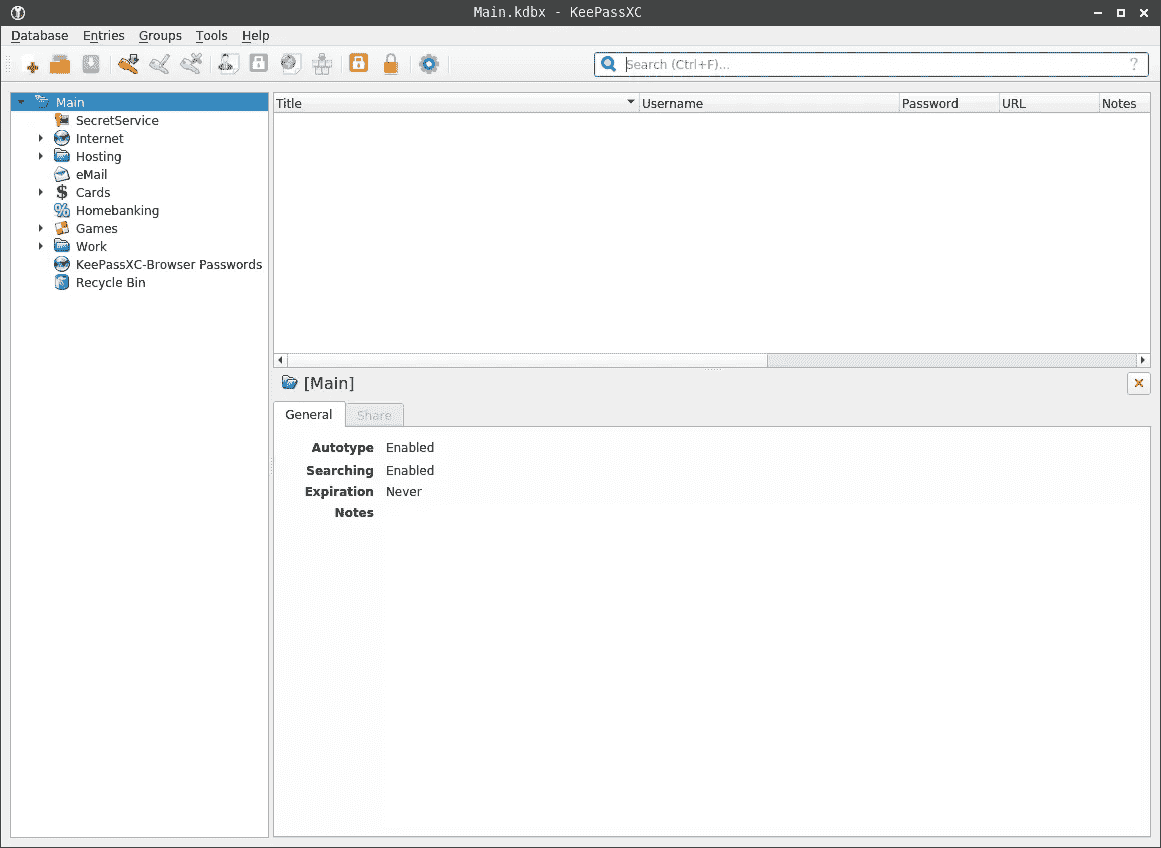 Main.kdbx - KeePassXC
Database Entries Groups Tools Help
Search (Ctrl+F)... ?
Main
SecretService
Internet
Hosting
eMail
Cards
Homebanking
Games
Work
KeePassXC-Browser Passwords
Recycle Bin
Title Username Password URL Notes
[Main]
General Share
Autotype Enabled
Searching Enabled
Expiration Never
Notes